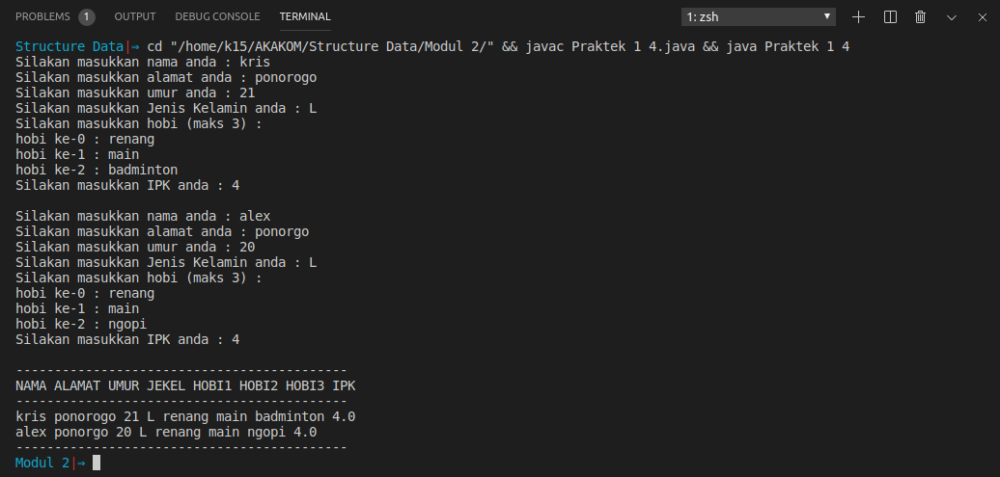 PROBLEMS 1 OUTPUT DEBUG CONSOLE TERMINAL 1: zsh
Structure Data|⇒ cd "/home/k15/AKAKOM/Structure Data/Modul 2/" && javac Praktek 1 4.java && java Praktek 1 4
Silakan masukkan nama anda : kris
Silakan masukkan alamat anda : ponorogo
Silakan masukkan umur anda : 21
Silakan masukkan Jenis Kelamin anda : L
Silakan masukkan hobi (maks 3) :
hobi ke-0 : renang
hobi ke-1 : main
hobi ke-2 : badminton
Silakan masukkan IPK anda : 4

Silakan masukkan nama anda : alex
Silakan masukkan alamat anda : ponorgo
Silakan masukkan umur anda : 20
Silakan masukkan Jenis Kelamin anda : L
Silakan masukkan hobi (maks 3) :
hobi ke-0 : renang
hobi ke-1 : main
hobi ke-2 : ngopi
Silakan masukkan IPK anda : 4

-------------------------------------------
NAMA ALAMAT UMUR JEKEL HOBI1 HOBI2 HOBI3 IPK
-------------------------------------------
kris ponorogo 21 L renang main badminton 4.0
alex ponorgo 20 L renang main ngopi 4.0
-------------------------------------------
Modul 2|⇒